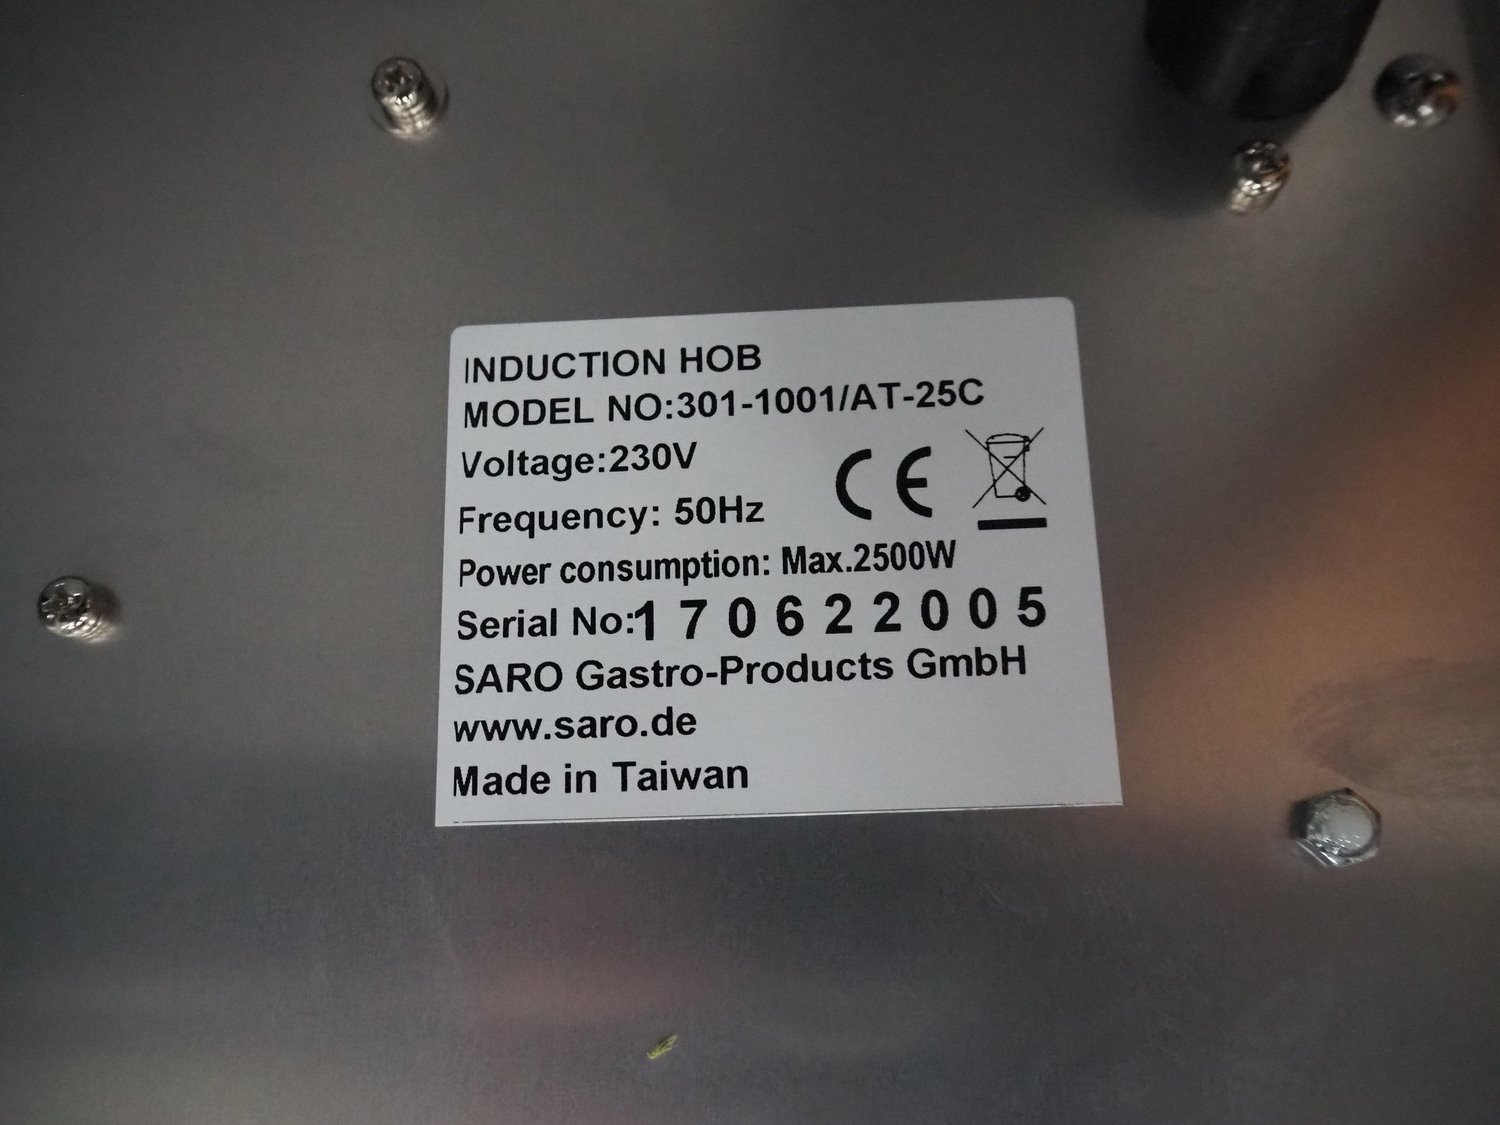 INDUCTION HOB
MODEL NO:301-1001/AT-25C
Voltage:230V
CE
Frequency: 50Hz
Power consumption: Max.2500W
Serial No:170622005
SARO Gastro-Products GmbH
www.saro.de
Made in Taiwan